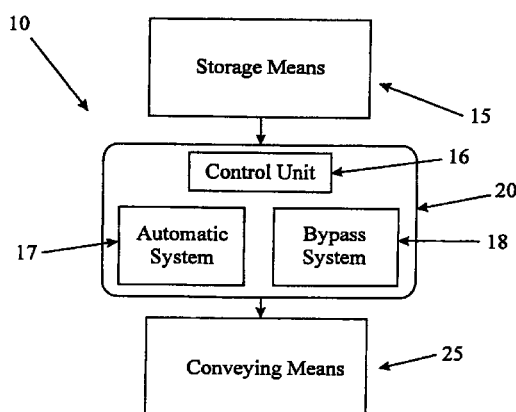 10
Storage Means
15
Control Unit
16
20
17
Automatic
System
Bypass
System
18
Conveying Means
25